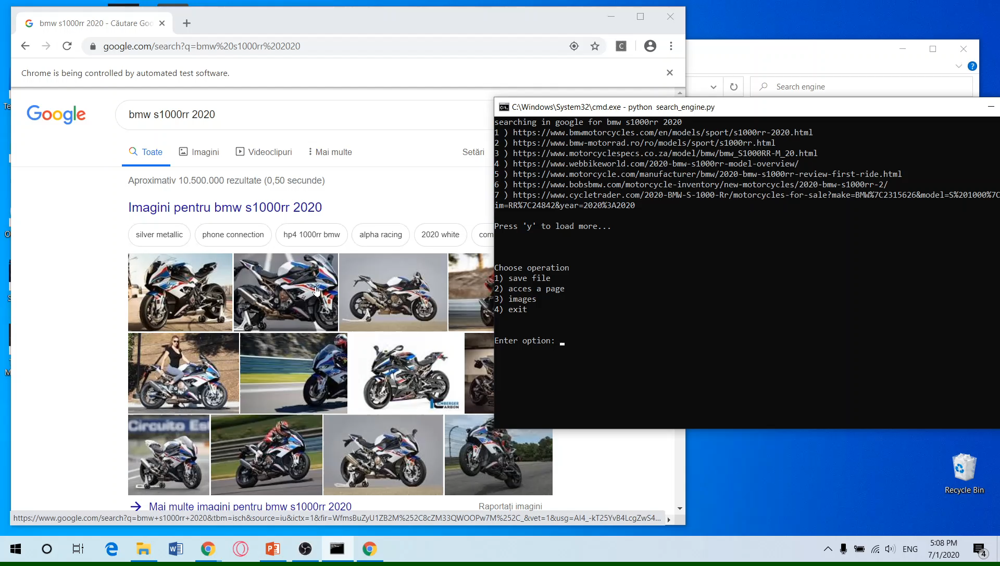 bmw s1000rr 2020 - Căutare Goo
google.com/search?q=bmw%20s1000rr%202020
Chrome is being controlled by automated test software.
Google
bmw s1000rr 2020
Toate
Imagini
Videoclipuri
Mai multe
Setări
Aproximativ 10.500.000 rezultate (0,50 secunde)
Imagini pentru bmw s1000rr 2020
silver metallic
phone connection
hp4 1000rr bmw
alpha racing
2020 white
com
Circuito Est
Mai multe imagini pentru bmw s1000rr 2020
Raportați imagini
https://www.google.com/search?q=bmw+s1000rr+2020&tbm=isch&source=iu&ictx=1&fir=WfmsBuZyU1ZB2M%252C8cZM33QWOOPw7M%252C_&vet=1&usg=AI4_-kT25YvB4LcgZwS4...
Search engine
C:\Windows\System32\cmd.exe - python  search_engine.py
searching in google for bmw s1000rr 2020
1 ) https://www.bmwmotorcycles.com/en/models/sport/s1000rr-2020.html
2 ) https://www.bmw-motorrad.ro/ro/models/sport/s1000rr.html
3 ) https://www.motorcyclespecs.co.za/model/bmw/bmw_S1000RR-M_20.html
4 ) https://www.webbikeworld.com/2020-bmw-s1000rr-model-overview/
5 ) https://www.motorcycle.com/manufacturer/bmw/2020-bmw-s1000rr-review-first-ride.html
6 ) https://www.bobsbmw.com/motorcycle-inventory/new-motorcycles/2020-bmw-s1000rr-2/
7 ) https://www.cycletrader.com/2020-BMW-S-1000-Rr/motorcycles-for-sale?make=BMW%7C2315626&model=S%201000%7C
im=RR%7C24842&year=2020%3A2020
Press 'y' to load more...
Choose operation
1) save file
2) acces a page
3) images
4) exit
Enter option:
Recycle Bin
ENG
5:08 PM
7/1/2020
4